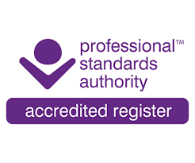 professional™
standards
authority
accredited register